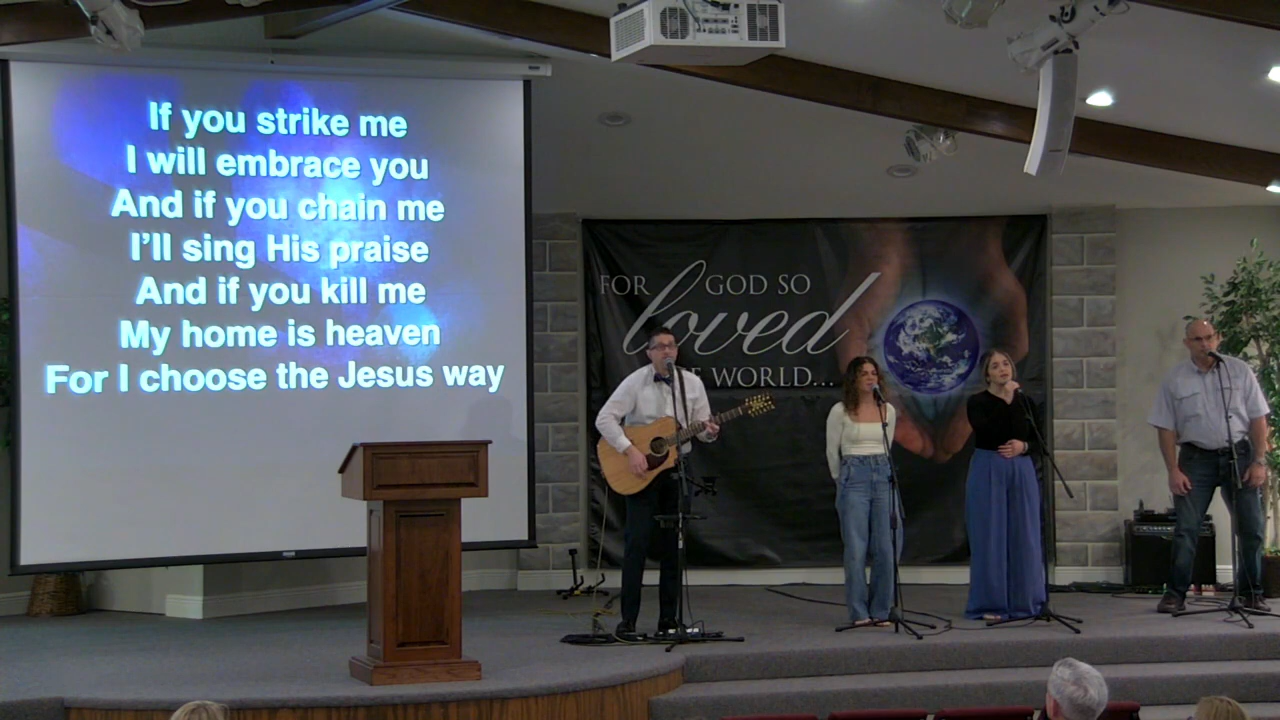 If you strike me
I will embrace you
And if you chain me
I'll sing His praise
And if you kill me
My home is heaven
For I choose the Jesus way
FOR loved GOD SO
WORLD...